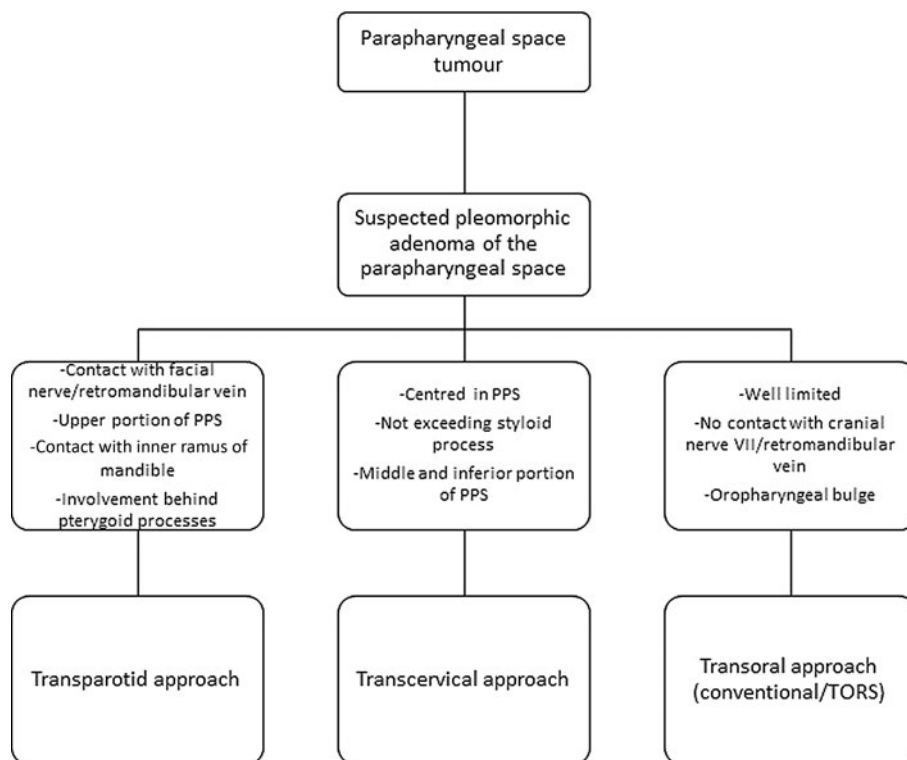 Parapharyngeal space
tumour
Suspected pleomorphic
adenoma of the
parapharyngeal space
-Contact with facial
nerve/retromandibular vein
-Upper portion of PPS
-Contact with inner ramus of
mandible
-Involvement behind
pterygoid processes
-Centred in PPS
-Not exceeding styloid
process
-Middle and inferior portion
of PPS
-Well limited
-No contact with cranial
nerve VII/retromandibular
vein
-Oropharyngeal bulge
Transparotid approach
Transcervical approach
Transoral approach
(conventional/TORS)